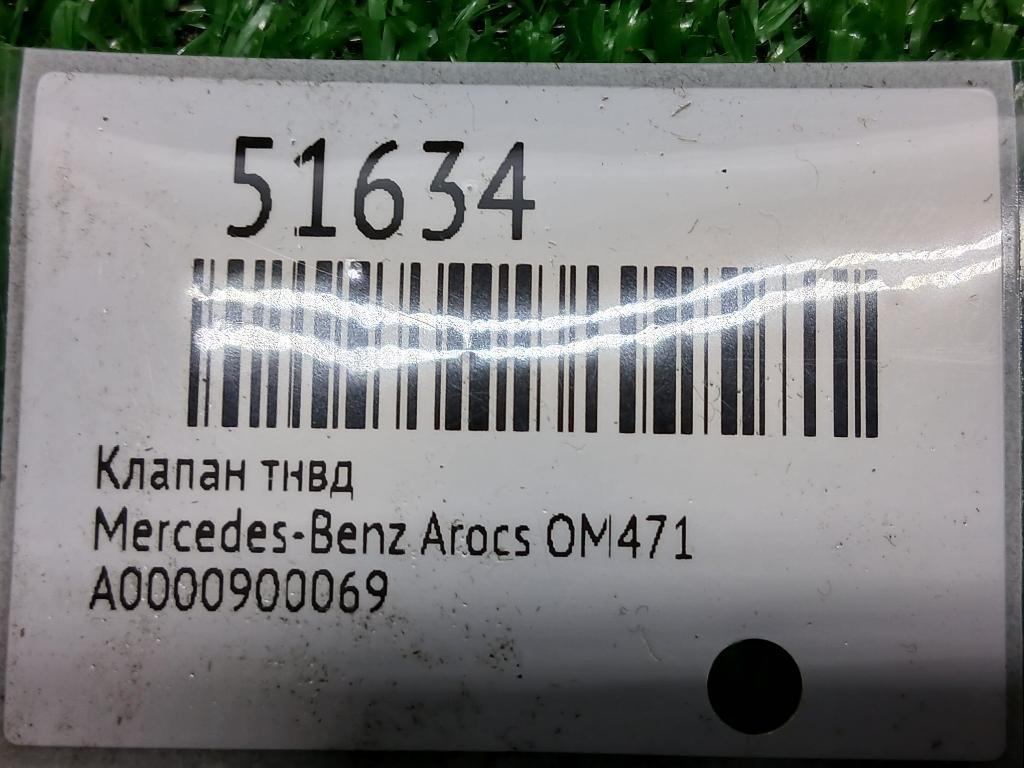 51634
Клапан тнвд
Mercedes-Benz Arocs OM471
A0000900069